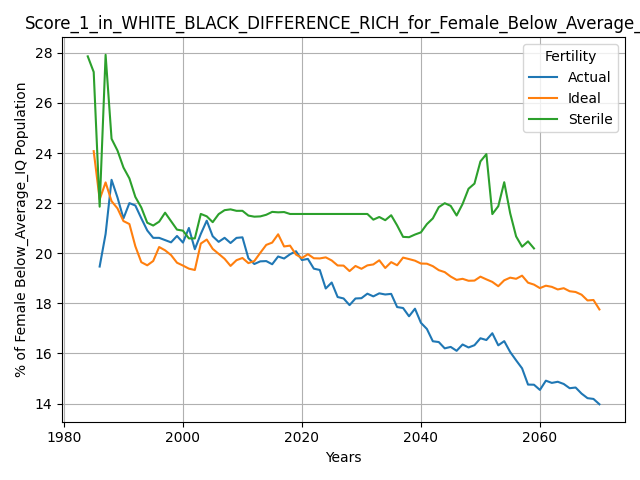 Score_1_in_WHITE_BLACK_DIFFERENCE_RICH_for_Female_Below_Average_
Fertility
Actual
Ideal
Sterile
% of Female Below_Average_IQ Population
28
26
24
22
20
18
16
14
1980
2000
2020
2040
2060
Years